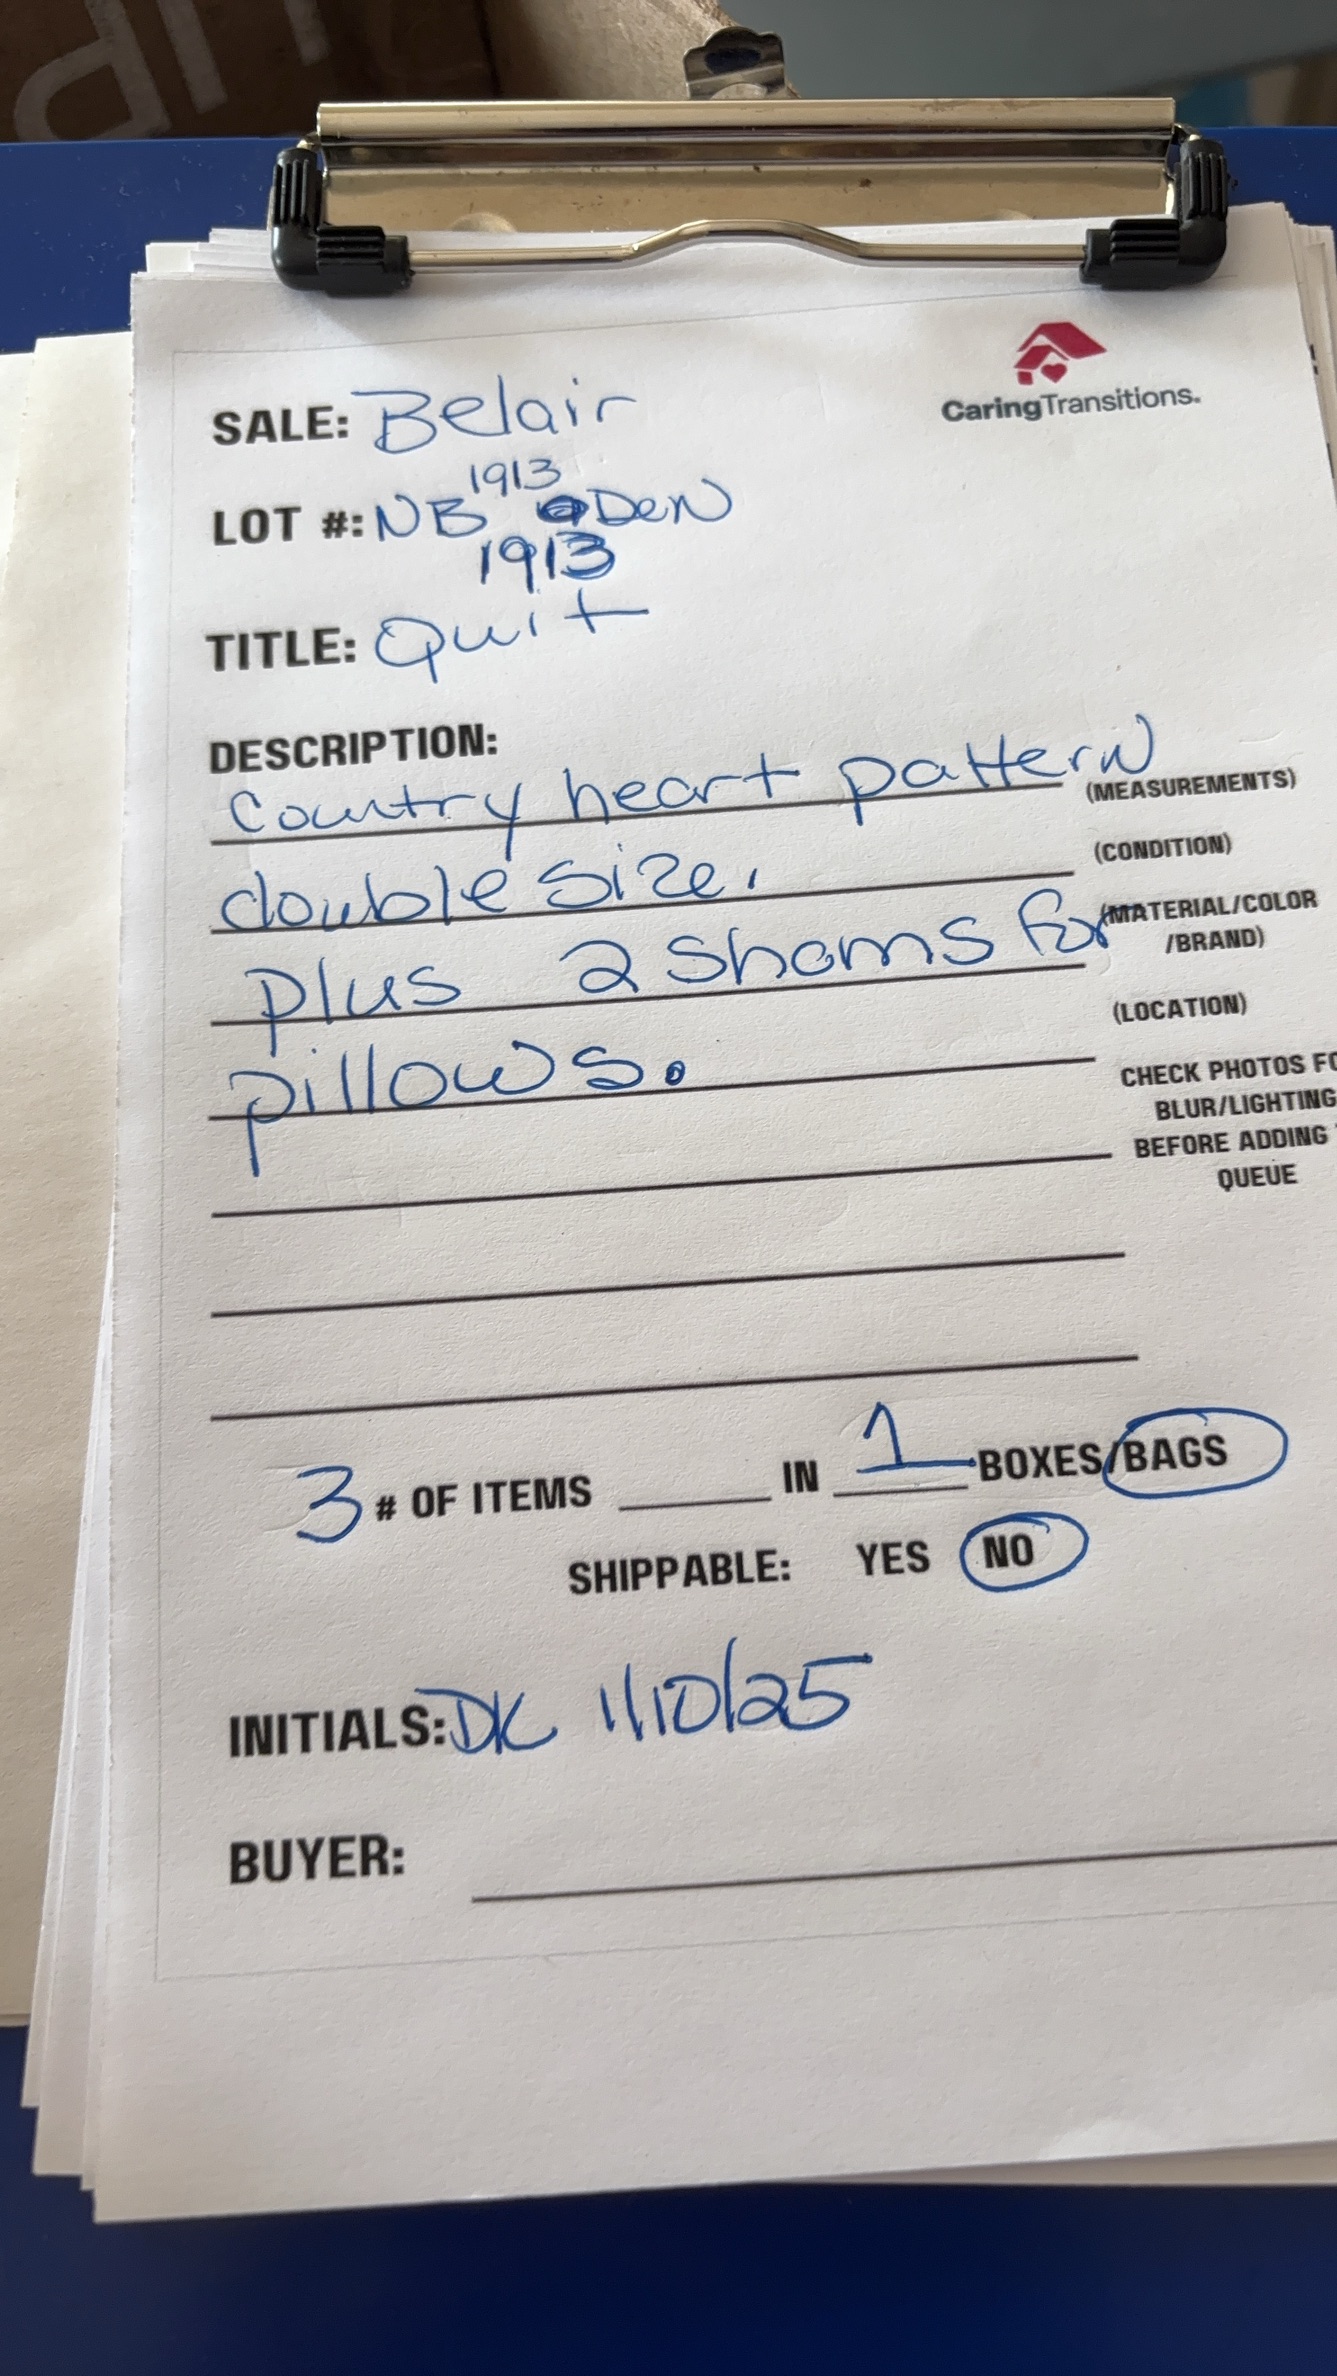 CaringTransitions.
SALE: Belair
1913
LOT #: NB Den
1913
TITLE: Quit
DESCRIPTION:
Country heart pattern
(MEASUREMENTS)
double size.
(CONDITION)
plus 2 shams for
(MATERIAL/COLOR
/BRAND)
pillows.
(LOCATION)
CHECK PHOTOS FO
BLUR/LIGHTING
BEFORE ADDING
QUEUE
3 # OF ITEMS IN 1 BOXES/BAGS
SHIPPABLE: YES NO
INITIALS: DK 1/10/25
BUYER: